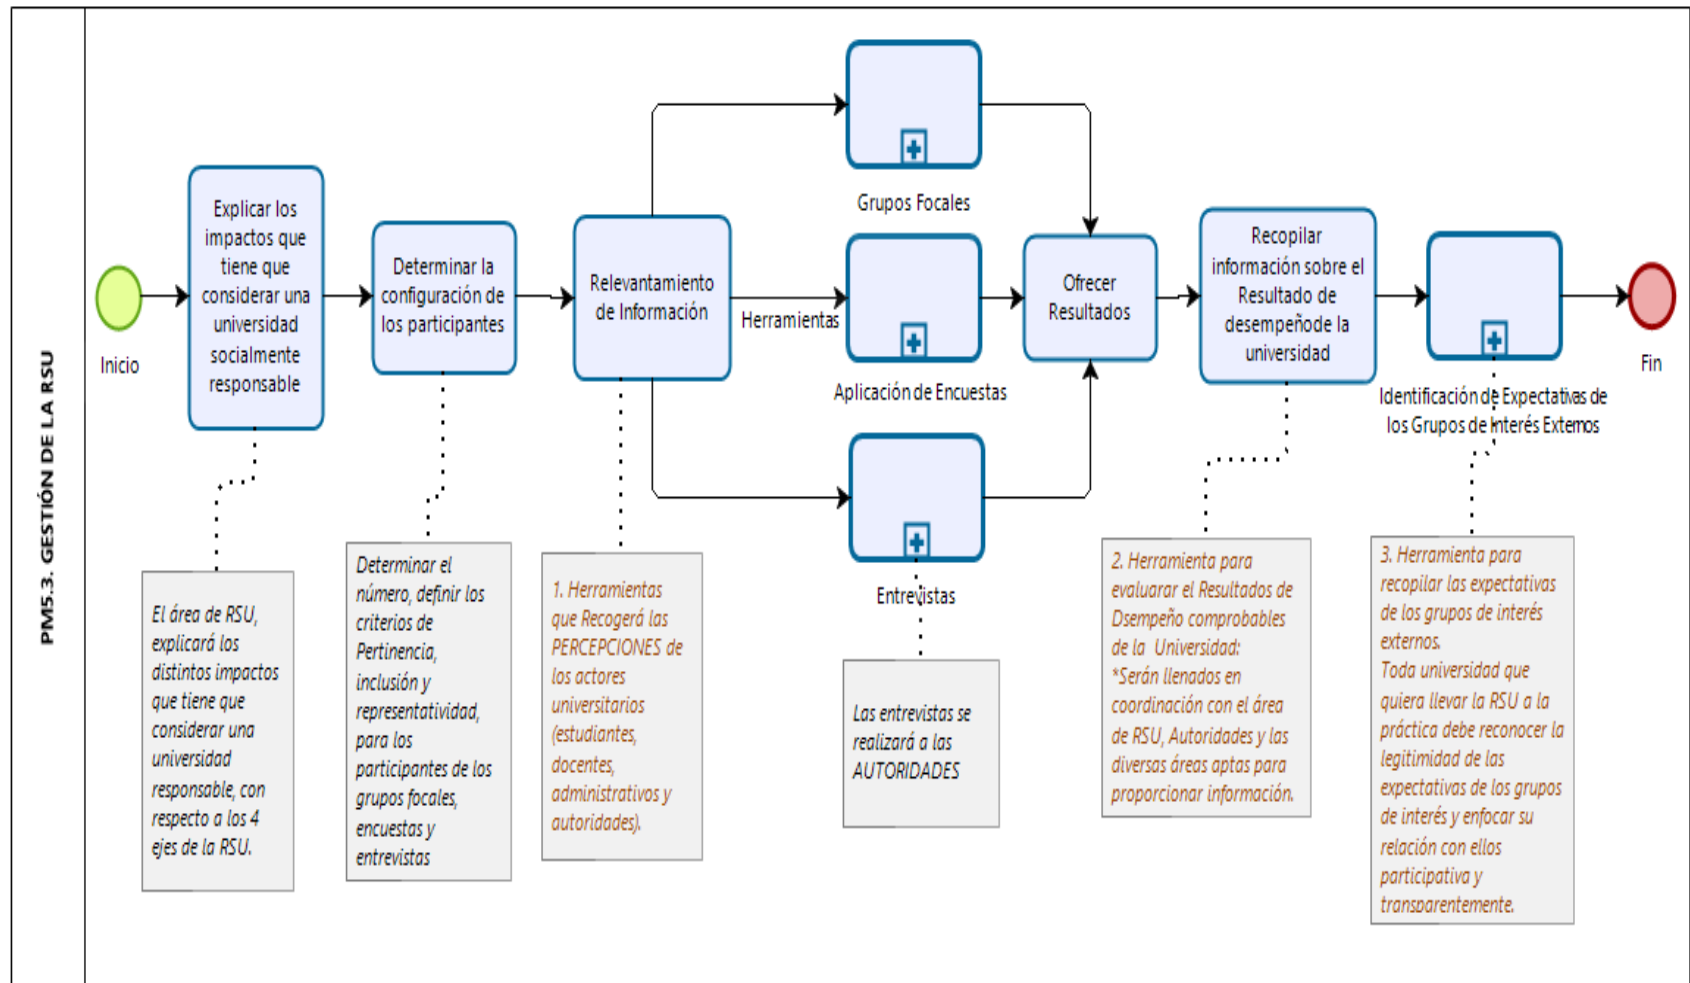 PM5.3. GESTIÓN DE LA RSU
Inicio
Explicar los
impactos que
tiene que
considerar una
universidad
socialmente
responsable
Determinar la
configuración de
los participantes
Relevantamiento
de Información
Herramientas
Grupos Focales
Aplicación de Encuestas
Entrevistas
Ofrecer
Resultados
Recopilar
información sobre el
Resultado de
desempeñode la
universidad
Identificación de Expectativas de
los Grupos de Interés Externos
Fin
El área de RSU,
explicará los
distintos impactos
que tiene que
considerar una
universidad
responsable, con
respecto a los 4
ejes de la RSU.
Determinar el
número, definir los
criterios de
Pertinencia,
inclusión y
representatividad,
para los
participantes de los
grupos focales,
encuestas y
entrevistas
1. Herramientas
que Recogerá las
PERCEPCIONES de
los actores
universitarios
(estudiantes,
docentes,
administrativos y
autoridades).
Las entrevistas se
realizará a las
AUTORIDADES
2. Herramienta para
evaluarar el Resultados de
Dsempeño comprobables
de la Universidad:
*Serán llenados en
coordinación con el área
de RSU, Autoridades y las
diversas áreas aptas para
proporcionar información.
3. Herramienta para
recopilar las expectativas
de los grupos de interés
externos.
Toda universidad que
quiera llevar la RSU a la
práctica debe reconocer la
legitimidad de las
expectativas de los grupos
de interés y enfocar su
relación con ellos
participativa y
transparentemente.